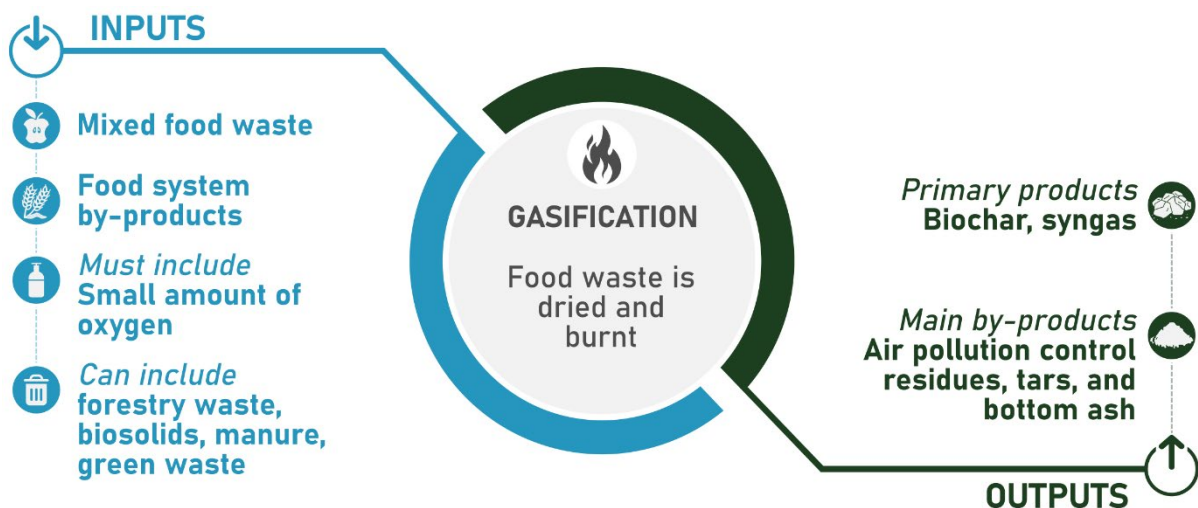 INPUTS
Mixed food waste
Food system
by-products
Must include
Small amount of
oxygen
Can include
forestry waste,
biosolids, manure,
green waste
GASIFICATION
Food waste is
dried and
burnt
Primary products
Biochar, syngas
Main by-products
Air pollution control
residues, tars, and
bottom ash
OUTPUTS